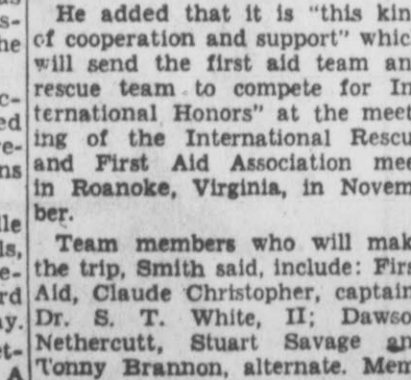 He added that it is "this kin
of cooperation and support" whic
will send the first aid team an
rescue team to compete for In
ternational Honors" at the meet
ing of the International Rescu
and First Aid Association mee
in Roanoke, Virginia, in Novem
ber.
Team members who will mak
the trip, Smith said, include: Firs
Aid, Claude Christopher, captain
Dr. S. T. White, II; Dawso
Nethercutt, Stuart Savage an
Tonny Brannon, alternate. Mem